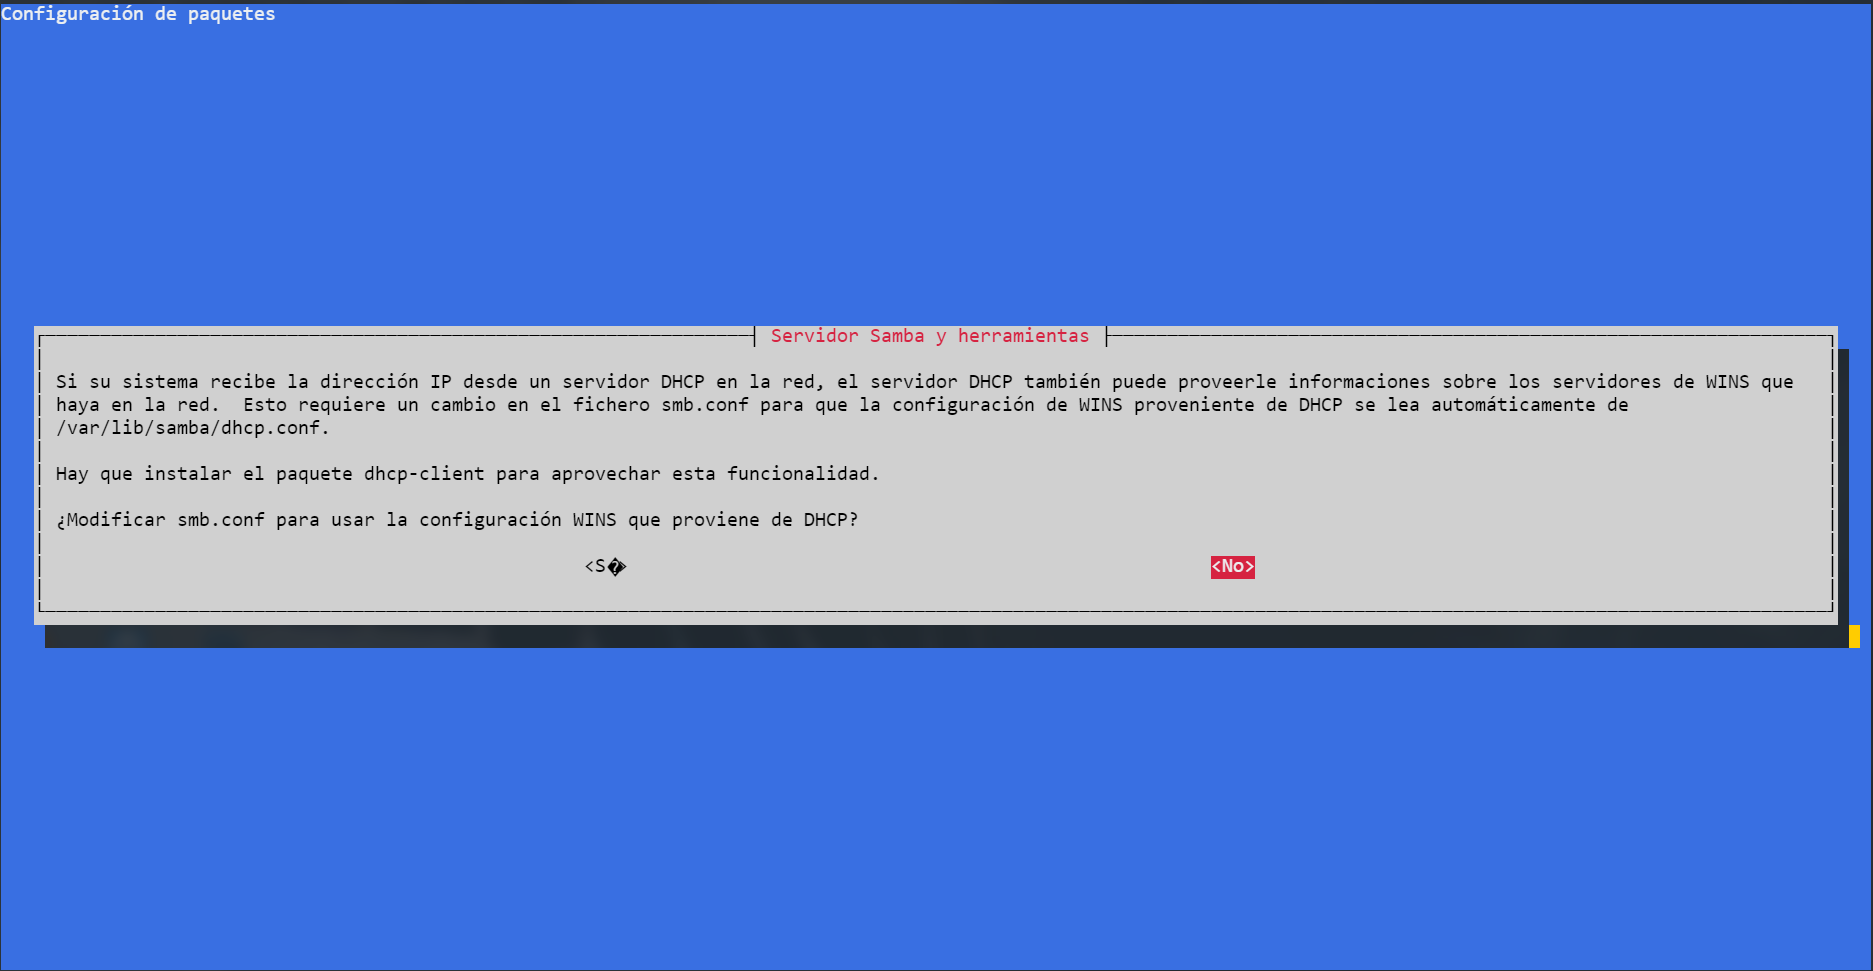 Configuración de paquetes
Servidor Samba y herramientas
Si su sistema recibe la dirección IP desde un servidor DHCP en la red, el servidor DHCP también puede proveerle informaciones sobre los servidores de WINS que
haya en la red.  Esto requiere un cambio en el fichero smb.conf para que la configuración de WINS proveniente de DHCP se lea automáticamente de
/var/lib/samba/dhcp.conf.
Hay que instalar el paquete dhcp-client para aprovechar esta funcionalidad.
¿Modificar smb.conf para usar la configuración WINS que proviene de DHCP?
<S�> <No>